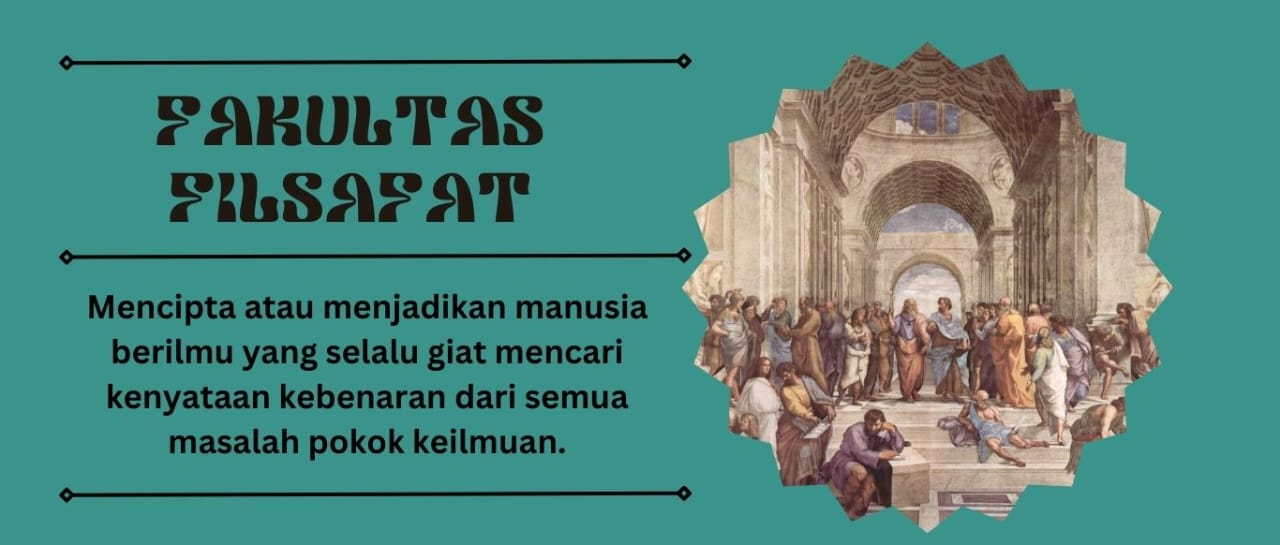 FAKULTAS
FILSAFAT
Mencipta atau menjadikan manusia
berilmu yang selalu giat mencari
kenyataan kebenaran dari semua
masalah pokok keilmuan.